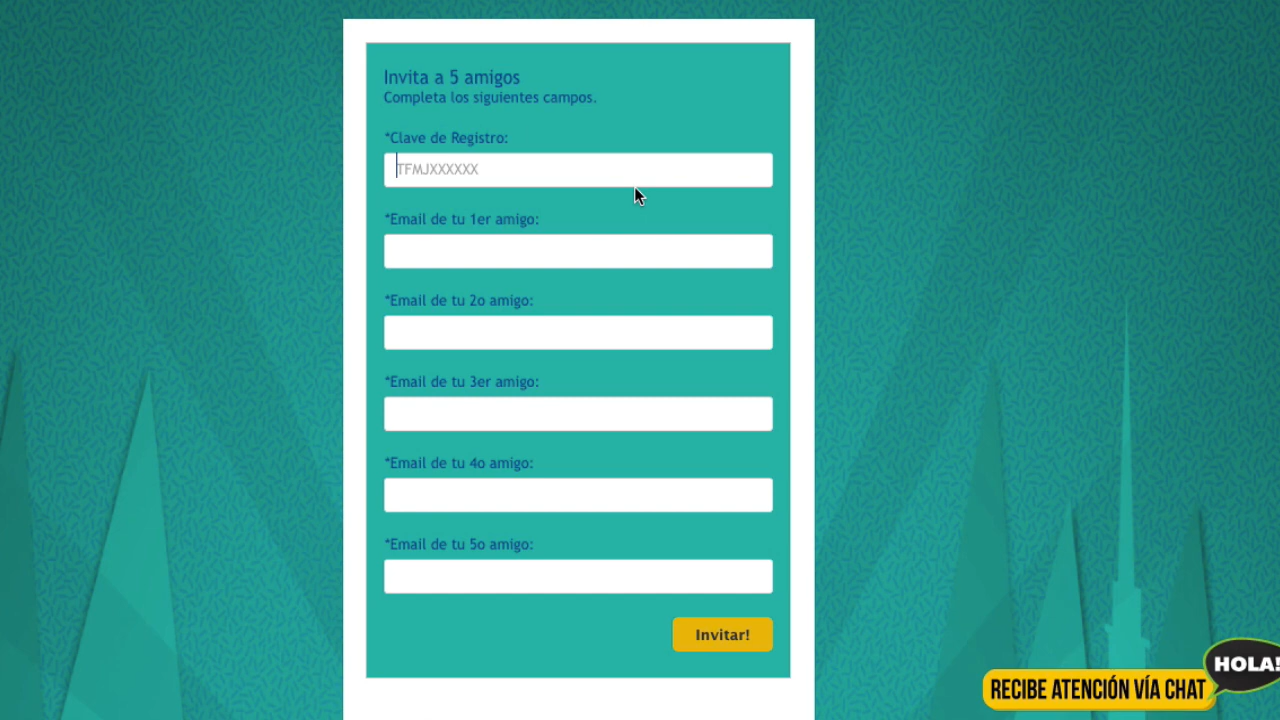 Invita a 5 amigos
Completa los siguientes campos.
*Clave de Registro:
TFMJXXXXXX
*Email de tu 1er amigo:
*Email de tu 2o amigo:
*Email de tu 3er amigo:
*Email de tu 4o amigo:
*Email de tu 5o amigo:
Invitar!
HOLA!
RECIBE ATENCIÓN VÍA CHAT